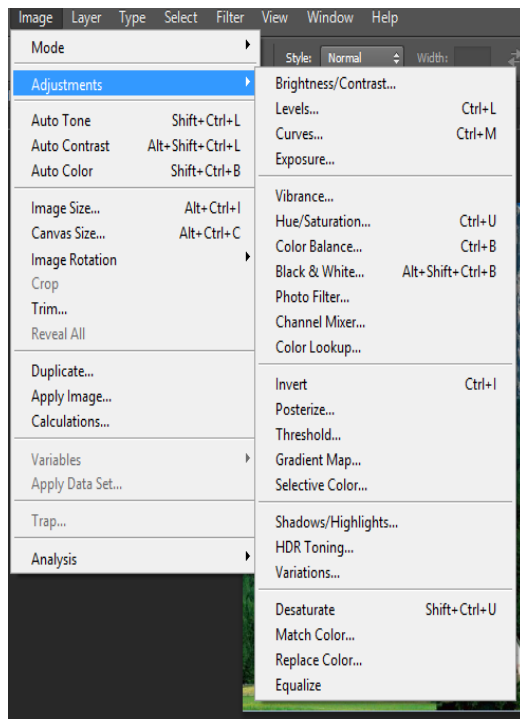 Image Layer Type Select Filter View Window Help
Style: Normal Width:
Mode
Adjustments
Auto Tone Shift+Ctrl+L
Auto Contrast Alt+Shift+Ctrl+L
Auto Color Shift+Ctrl+B
Image Size... Alt+Ctrl+I
Canvas Size... Alt+Ctrl+C
Image Rotation
Crop
Trim...
Reveal All
Duplicate...
Apply Image...
Calculations...
Variables
Apply Data Set...
Trap...
Analysis
Brightness/Contrast...
Levels... Ctrl+L
Curves... Ctrl+M
Exposure...
Vibrance...
Hue/Saturation... Ctrl+U
Color Balance... Ctrl+B
Black & White... Alt+Shift+Ctrl+B
Photo Filter...
Channel Mixer...
Color Lookup...
Invert Ctrl+I
Posterize...
Threshold...
Gradient Map...
Selective Color...
Shadows/Highlights...
HDR Toning...
Variations...
Desaturate Shift+Ctrl+U
Match Color...
Replace Color...
Equalize